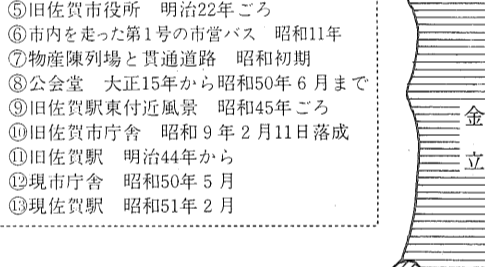 ⑤旧佐賀市役所　明治22年ごろ
⑥市内を走った第1号の市営バス　昭和11年
⑦物産陳列場と貫通道路　昭和初期
⑧公会堂　大正15年から昭和50年6月まで
⑨旧佐賀駅東付近風景　昭和45年ごろ
⑩旧佐賀市庁舎　昭和9年2月11日落成
⑪旧佐賀駅　明治44年から
⑫現市庁舎　昭和50年5月
⑬現佐賀駅　昭和51年2月
金立